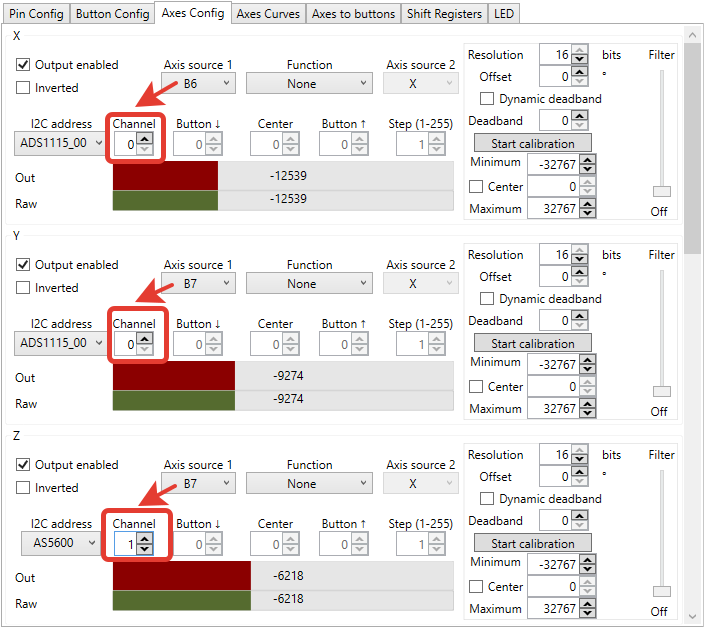 Pin Config Button Config Axes Config Axes Curves Axes to buttons Shift Registers LED
X
Output enabled Axis source 1 Function Axis source 2 Resolution 16 bits Filter
Inverted B6 None X Offset 0 °
Dynamic deadband
I2C address Channel Button ↓ Center Button ↑ Step (1-255) Deadband 0
ADS1115_00 0 0 0 0 1 Start calibration
Out -12539 Minimum -32767
Raw -12539 Center 0
Maximum 32767 Off
Y
Output enabled Axis source 1 Function Axis source 2 Resolution 16 bits Filter
Inverted B7 None X Offset 0 °
Dynamic deadband
I2C address Channel Button ↓ Center Button ↑ Step (1-255) Deadband 0
ADS1115_00 0 0 0 0 1 Start calibration
Out -9274 Minimum -32767
Raw -9274 Center 0
Maximum 32767 Off
Z
Output enabled Axis source 1 Function Axis source 2 Resolution 16 bits Filter
Inverted B7 None X Offset 0 °
Dynamic deadband
I2C address Channel Button ↓ Center Button ↑ Step (1-255) Deadband 0
AS5600 1 0 0 0 1 Start calibration
Out -6218 Minimum -32767
Raw -6218 Center 0
Maximum 32767 Off